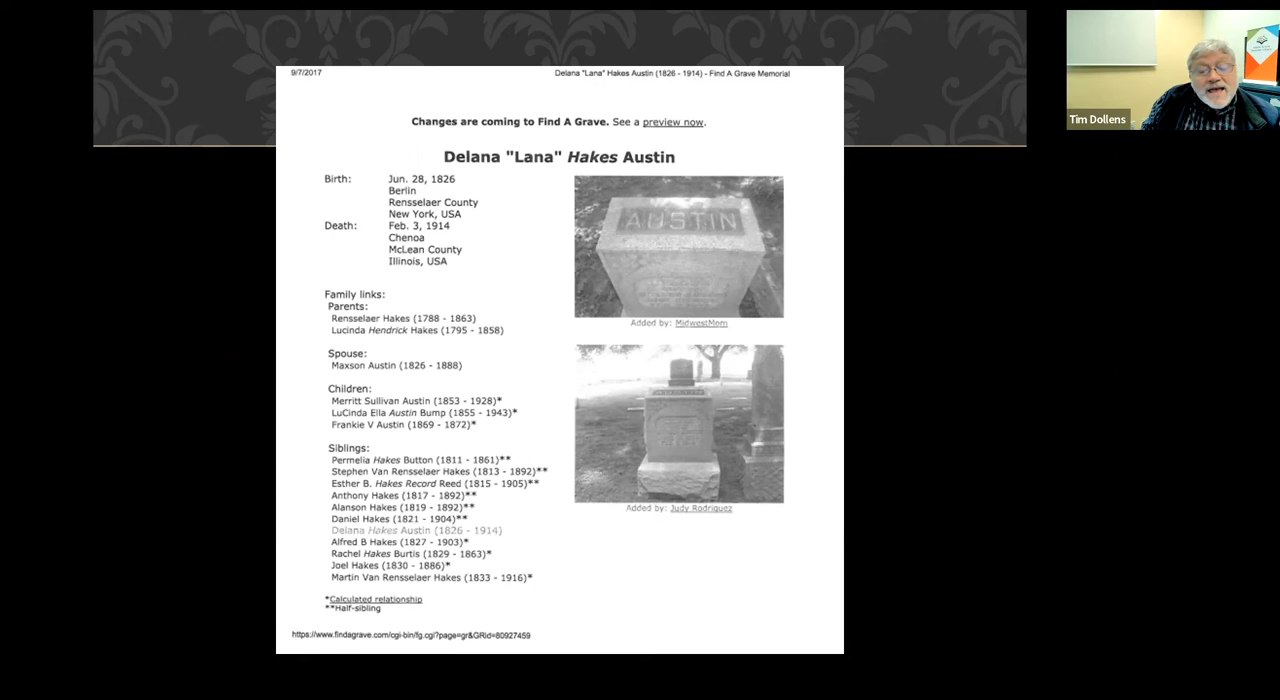 9/7/2017
Delana "Lana" Hakes Austin (1826 - 1914) - Find A Grave Memorial
Changes are coming to Find A Grave. See a preview now.
Delana "Lana" Hakes Austin
Birth: Jun. 28, 1826
Berlin
Rensselaer County
New York, USA
Death: Feb. 3, 1914
Chenoa
McLean County
Illinois, USA
Family links:
Parents:
Rensselaer Hakes (1788 - 1863)
Lucinda Hendrick Hakes (1795 - 1858)
Spouse:
Maxson Austin (1826 - 1888)
Children:
Merritt Sullivan Austin (1853 - 1928)*
LuCinda Ella Austin Bump (1855 - 1943)*
Frankie V Austin (1869 - 1872)*
Siblings:
Permelia Hakes Button (1811 - 1861)**
Stephen Van Rensselaer Hakes (1813 - 1892)**
Esther B. Hakes Record Reed (1815 - 1905)**
Anthony Hakes (1817 - 1892)**
Alanson Hakes (1819 - 1892)**
Daniel Hakes (1821 - 1904)**
Delana Hakes Austin (1826 - 1914)
Alfred B Hakes (1827 - 1903)*
Rachel Hakes Burtis (1829 - 1863)*
Joel Hakes (1830 - 1886)*
Martin Van Rensselaer Hakes (1833 - 1916)*
*Calculated relationship
**Half-sibling
AUSTIN
Added by: MidwestMom
Added by: Judy Rodriquez
https://www.findagrave.com/cgi-bin/fg.cgi?page=gr&GRid=80927459
Tim Dollens